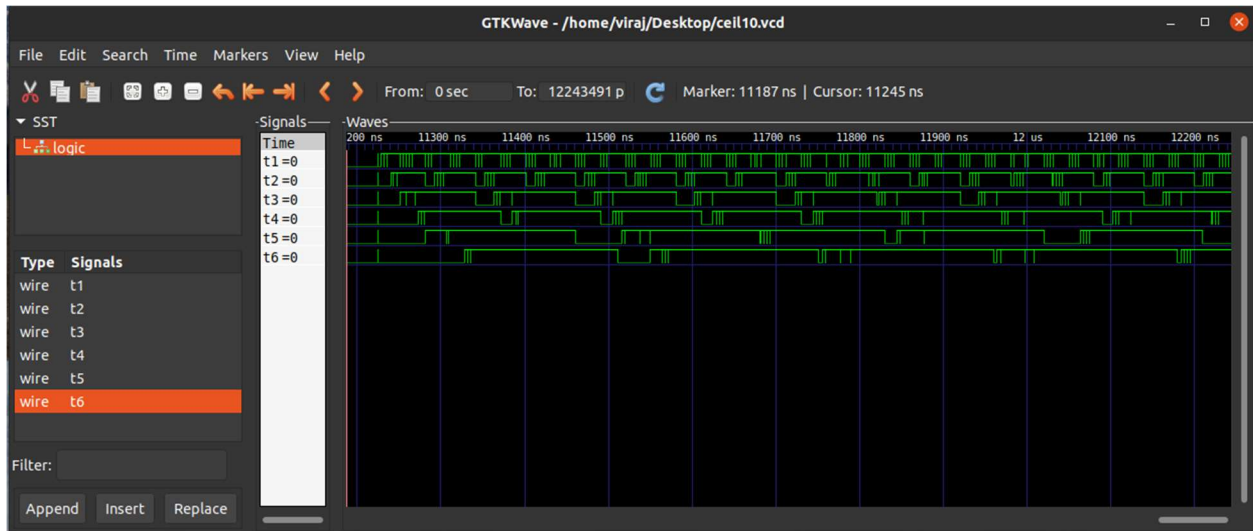 GTKWave - /home/viraj/Desktop/ceil10.vcd
File Edit Search Time Markers View Help
From: 0 sec To: 12243491 p Marker: 11187 ns | Cursor: 11245 ns
SST
logic
Type Signals
wire t1
wire t2
wire t3
wire t4
wire t5
wire t6
Filter:
Append Insert Replace
Signals
Time
t1=0
t2=0
t3=0
t4=0
t5=0
t6=0
Waves
200 ns 11300 ns 11400 ns 11500 ns 11600 ns 11700 ns 11800 ns 11900 ns 12 us 12100 ns 12200 ns